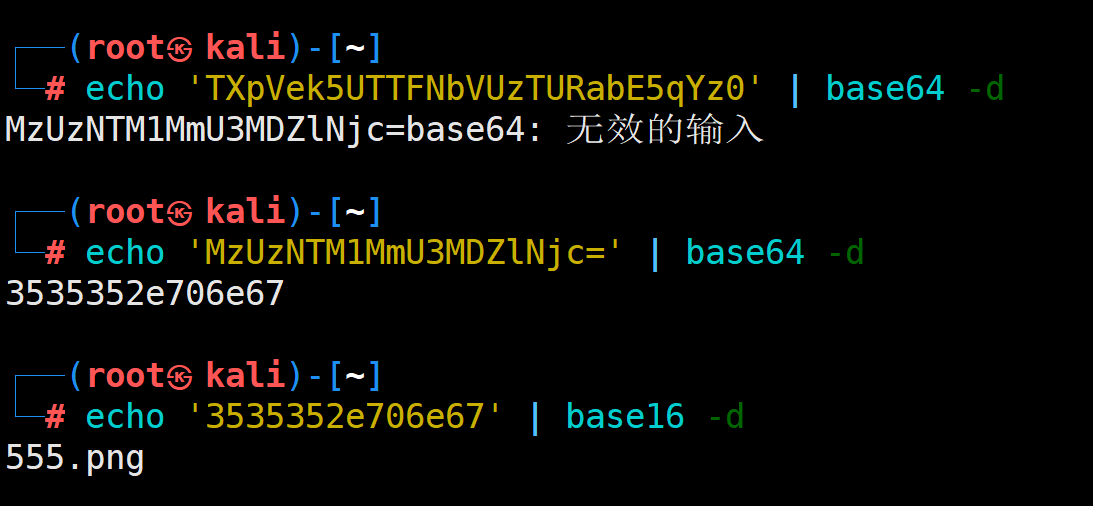 ┌──(root㉿kali)-[~]
└─# echo 'TXpVek5UTTFNbVUzTURabE5qYz0' | base64 -d
MzUzNTM1MmU3MDZlNjc=base64: 无效的输入
┌──(root㉿kali)-[~]
└─# echo 'MzUzNTM1MmU3MDZlNjc=' | base64 -d
3535352e706e67
┌──(root㉿kali)-[~]
└─# echo '3535352e706e67' | base16 -d
555.png